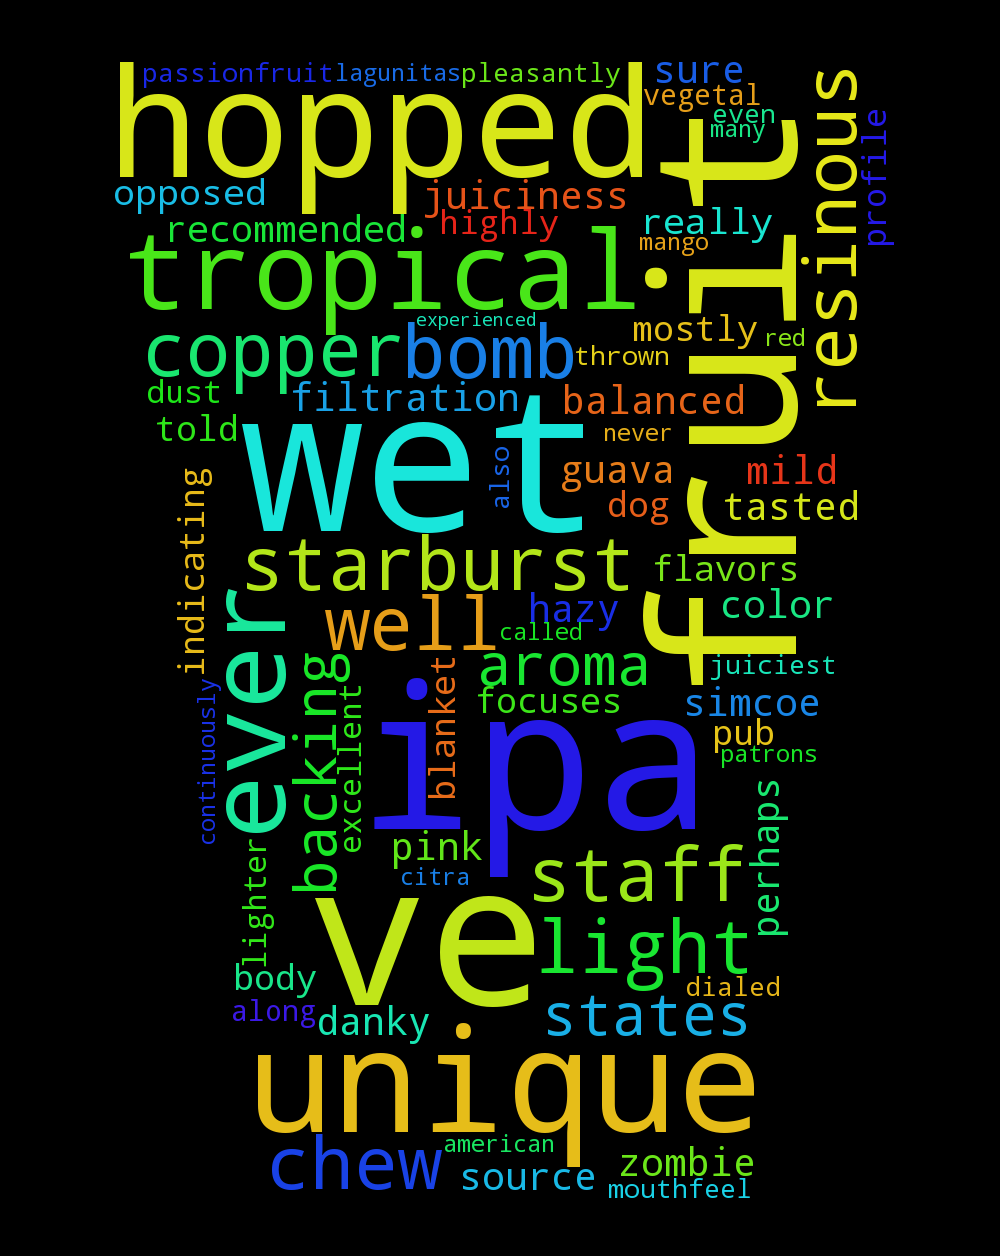 passionfruit lagunitas pleasantly sure
hopped
vegetal
even
many
fruit
resinous
profile
opposed
juiciness
recommended
highly
really
tropical
mango
experienced
copper
bomb
mostly
red
thrown
dust
filtration
balanced
told
never
wet
also
guava
mild
dog
tasted
indicating
starburst
flavors
ever
well
hazy
color
called
aroma
juiciest
backing
blanket
focuses
simcoe
continuously
excellent
ipa
pub
patrons
perhaps
pink
citra
staff
lighter
ve
light
body
dialed
along
danky
states
unique
chew
american
source
zombie
mouthfeel